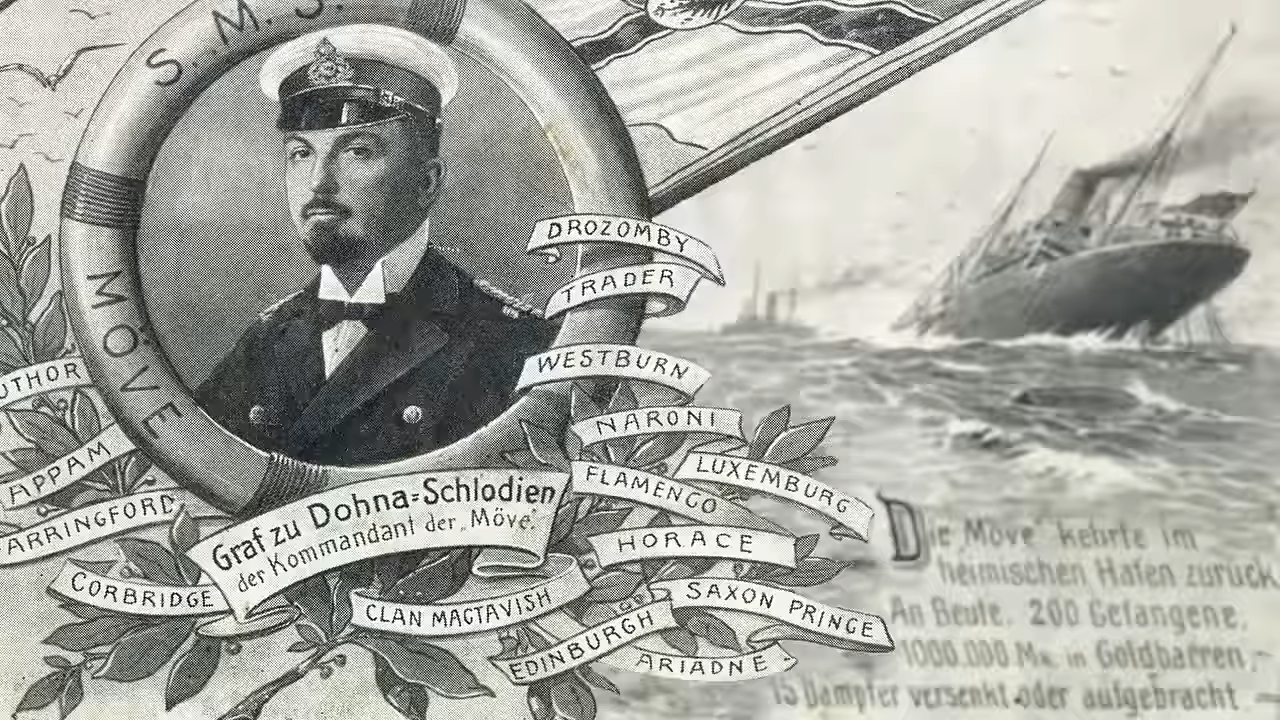 S.M.S.
MÖVE
DROZOMBY
TRADER
WESTBURN
NARONI
LUXEMBURG
FLAMENGO
HORACE
SAXON PRINCE
EDINBURGH
ARIADNE
CLAN MACTAVISH
CORBRIDGE
ARRINGFORD
APPAM
UTHOR
Graf zu Dohna=Schlodien
der Kommandant der „Möve“.
Die „Möve“ kehrte im
heimischen Hafen zurück
An Beute: 200 Gefangene,
1000.000 Mk. in Goldbarren,-
15 Dampfer versenkt oder aufgebracht -